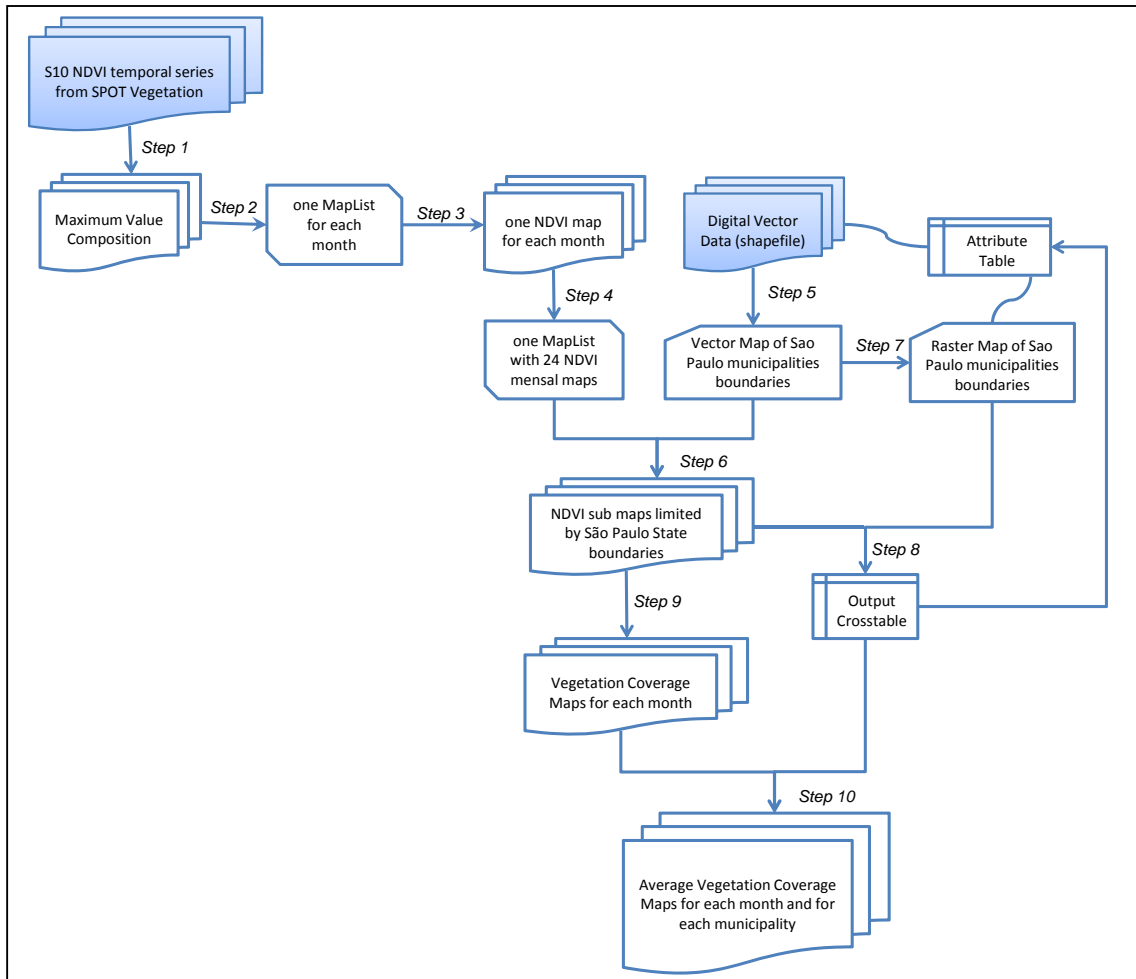 S10 NDVI temporal series
from SPOT Vegetation
Step 1
Maximum Value
Composition
Step 2
one MapList
for each
month
Step 3
one NDVI map
for each month
Digital Vector
Data (shapefile)
Attribute
Table
Step 4
Step 5
one MapList
with 24 NDVI
mensal maps
Vector Map of Sao
Paulo municipalities
boundaries
Step 7
Raster Map of Sao
Paulo municipalities
boundaries
Step 6
NDVI sub maps limited
by São Paulo State
boundaries
Step 8
Output
Crosstable
Step 9
Vegetation Coverage
Maps for each month
Step 10
Average Vegetation Coverage
Maps for each month and for
each municipality